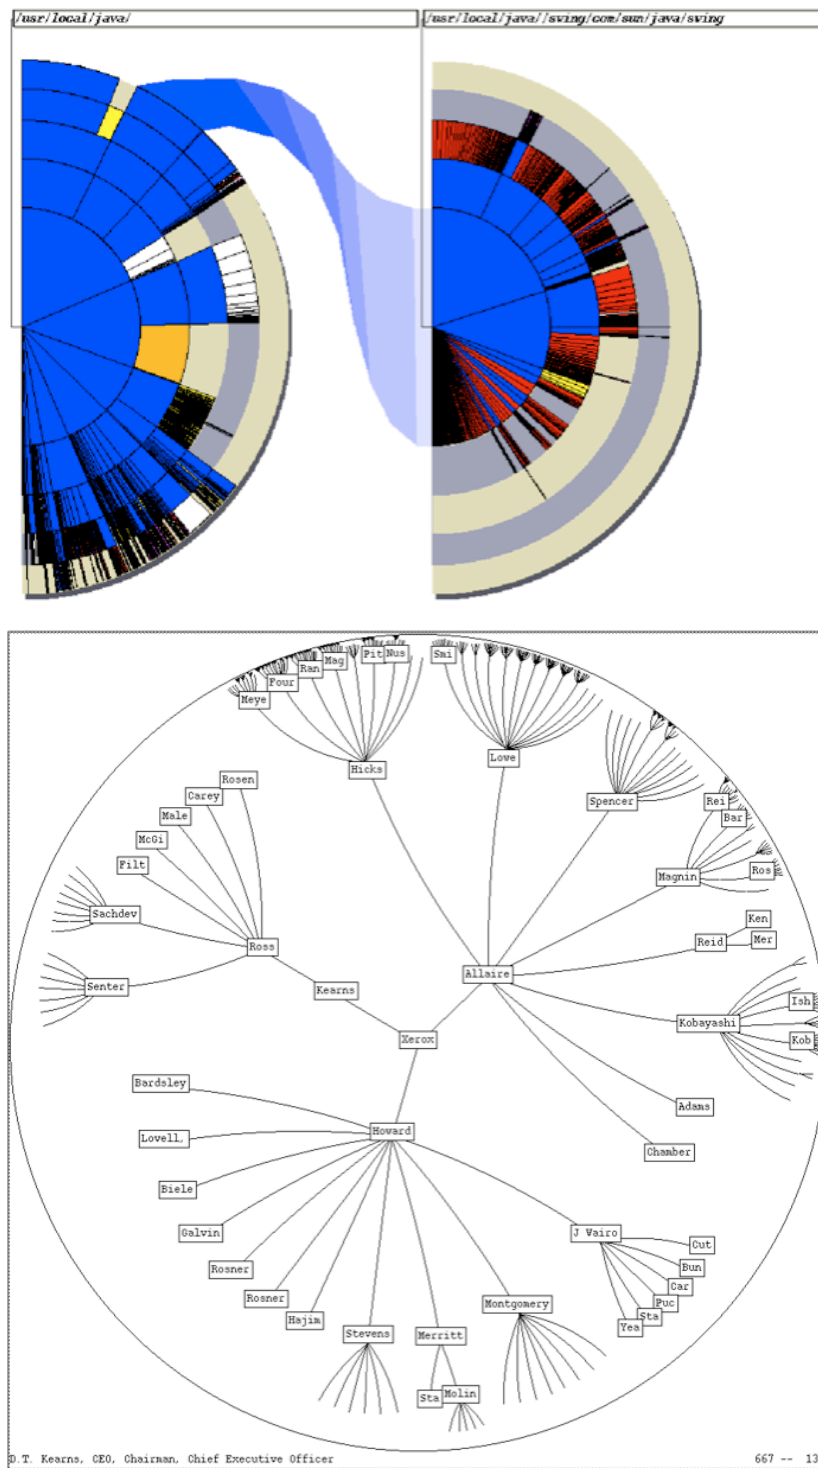 /usr/local/java/
/usr/local/java//swing/com/sun/java/swing
Meye
Four
Ran
Mag
Pit
Nus
Smi
Hicks
Lowe
Rosen
Carey
Male
McGi
Filt
Spencer
Rei
Bar
Magnin
Ros
Sachdev
Ross
Ken
Reid
Mer
Senter
Kearns
Allaire
Ish
Kobayashi
Kob
Xerox
Bardsley
Adams
Howard
Lovell,
Chamber
Biele
Galvin
J Vairo
Cut
Rosner
Bun
Car
Rosner
Puc
Hajim
Montgomery
Sta
Yea
Stevens
Merritt
Sta
Molin
D.T. Kearns, CEO, Chairman, Chief Executive Officer
667 -- 13